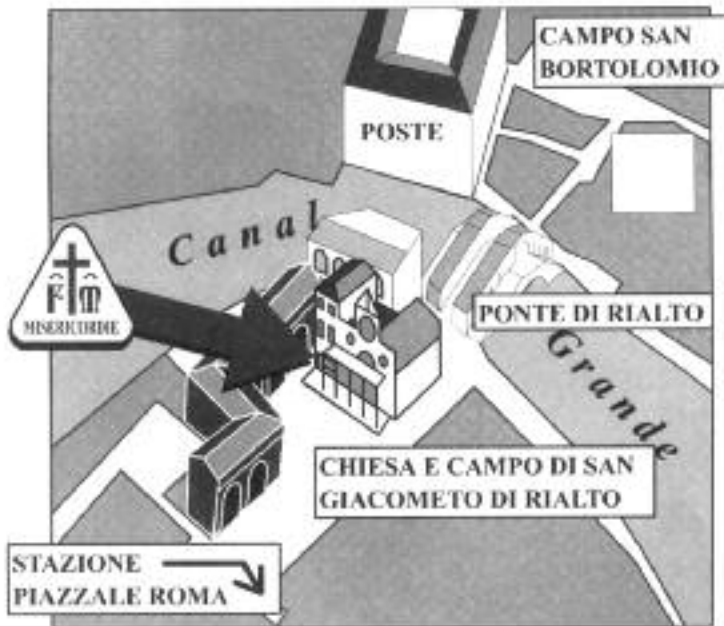 CAMPO SAN
BORTOLOMIO
POSTE
Canal
MISERICORDIE
PONTE DI RIALTO
Grande
CHIESA E CAMPO DI SAN
GIACOMETO DI RIALTO
STAZIONE
PIAZZALE ROMA